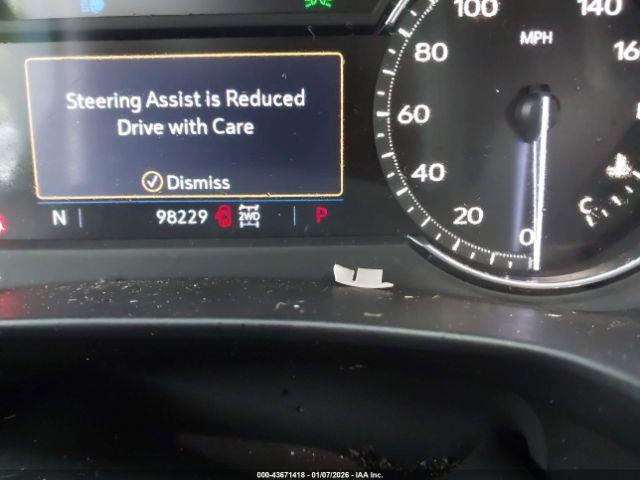 100
140
MPH
80
160
Steering Assist is Reduced
Drive with Care
60
Dismiss
40
N
98229
2WD
P
20
0
C
000-43671418 - 01/07/2026 - IAA Inc.